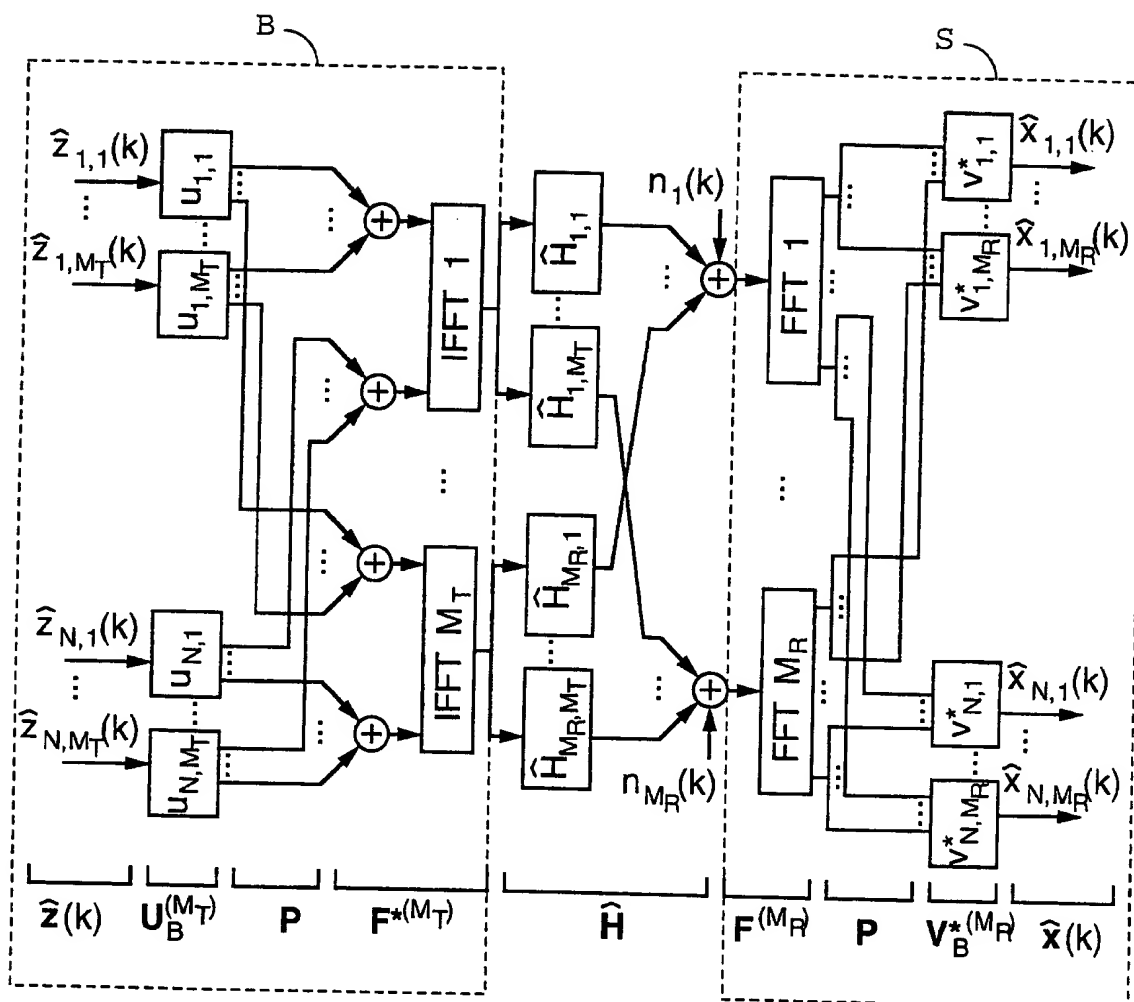 B
S
ẑ1,1(k)
⋮
ẑ1,MT(k)
u1,1
u1,MT
IFFT 1
Ĥ1,1
Ĥ1,MT
n1(k)
FFT 1
v*1,1
v*1,MR
x̂1,1(k)
x̂1,MR(k)
ẑN,1(k)
ẑN,MT(k)
uN,1
uN,MT
IFFT MT
ĤMR,1
ĤMR,MT
nMR(k)
FFT MR
v*N,1
v*N,MR
x̂N,1(k)
x̂N,MR(k)
ẑ(k) UB(MT) P F*(MT) Ĥ F(MR) P VB*(MR) x̂(k)